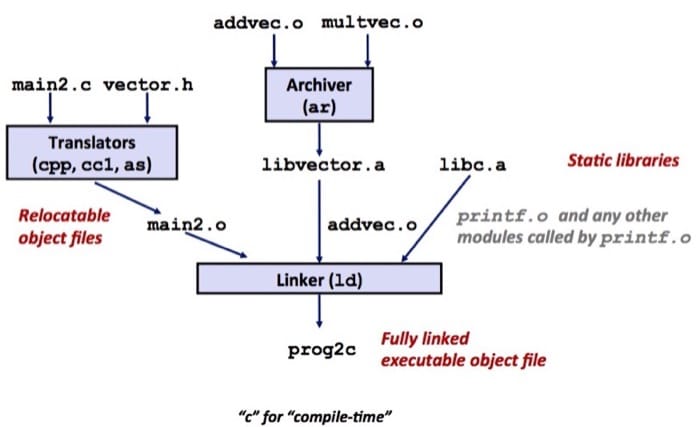 addvec.o multvec.o
main2.c vector.h
Archiver
(ar)
Translators
(cpp, cc1, as)
libvector.a
libc.a
Static libraries
Relocatable
object files
main2.o
addvec.o
printf.o and any other
modules called by printf.o
Linker (ld)
prog2c
Fully linked
executable object file
“c” for “compile-time”